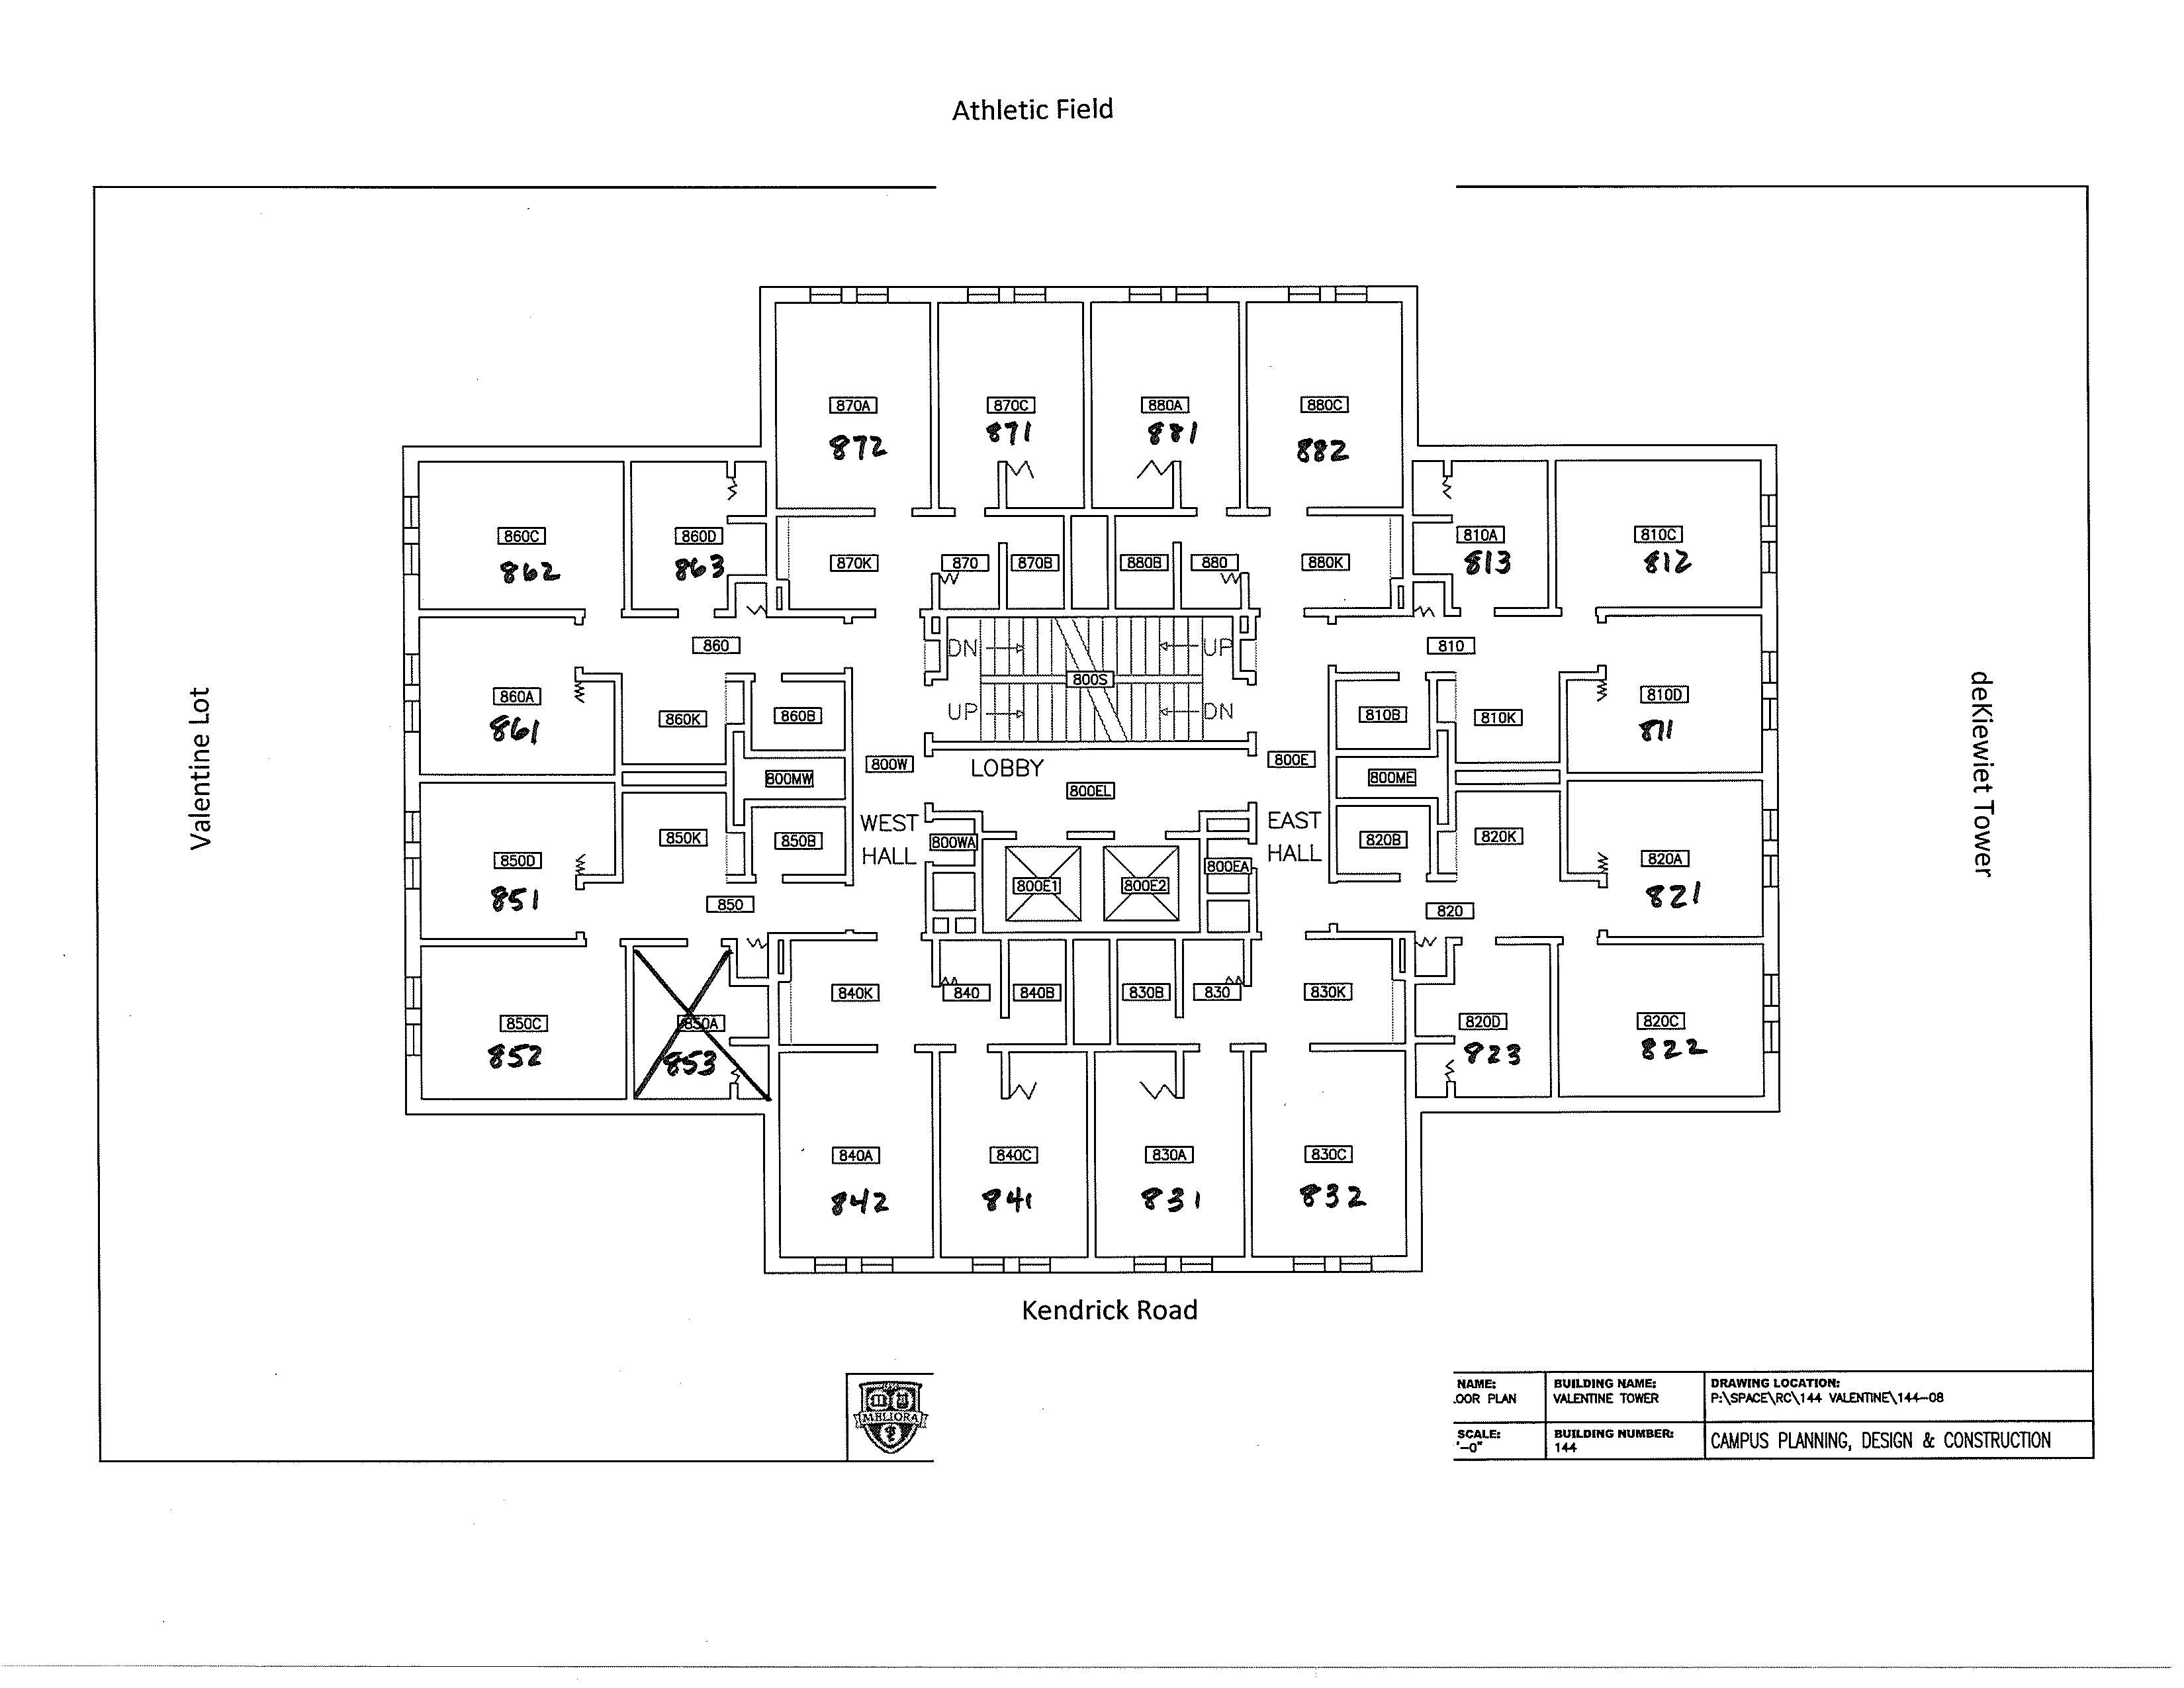 Athletic Field
870A 870C 880A 880C
872 871 881 882
860C 860D 810A 810C
862 863 813 812
870K 870 870B 880B 880 880K
860 DN UP 810
800S
860A 810D
861 811
860K 860B UP DN 810B 810K
Valentine Lot
deKiewiet Tower
800W LOBBY 800E
800MW 800EL 800ME
WEST EAST
HALL HALL
850K 850B 800WA 820B 820K
850D 800EA 820A
851 821
800E1 800E2
850 820
840K 840 840B 830B 830 830K
850C 850A 820D 820C
852 853 923 822
840A 840C 830A 830C
842 841 831 832
Kendrick Road
MELIORA
NAME: BUILDING NAME: DRAWING LOCATION:
.OOR PLAN VALENTINE TOWER P:\SPACE\RC\144 VALENTINE\144-08
SCALE: BUILDING NUMBER: CAMPUS PLANNING, DESIGN & CONSTRUCTION
'-0" 144